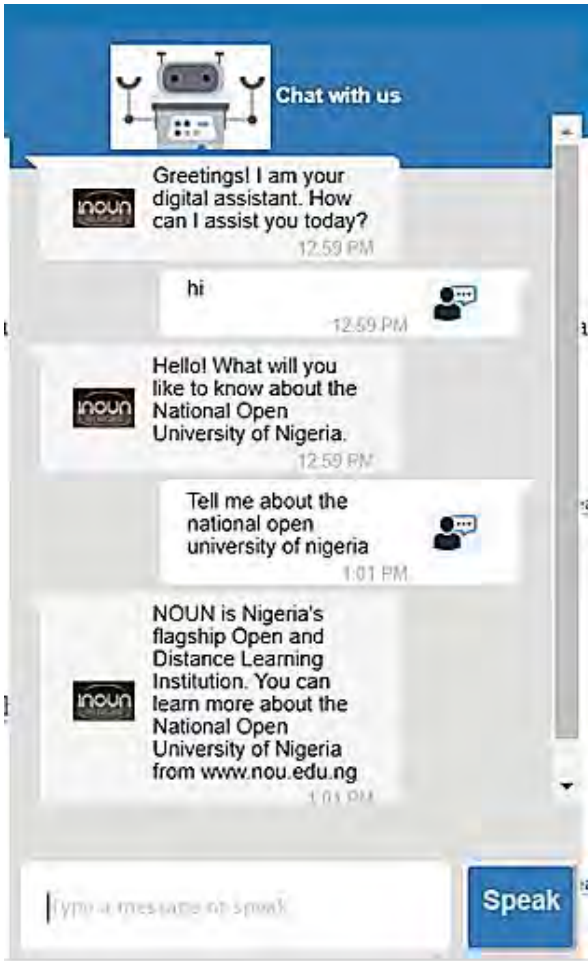 Chat with us
Greetings! I am your
digital assistant. How
can I assist you today?
12:59 PM
hi
12:59 PM
inoun
Hello! What will you
like to know about the
National Open
University of Nigeria.
inoun
12:59 PM
Tell me about the
national open
university of nigeria
1:01 PM
NOUN is Nigeria's
flagship Open and
Distance Learning
Institution. You can
learn more about the
National Open
University of Nigeria
from www.nou.edu.ng
inoun
1:01 PM
Type a message or speak
Speak